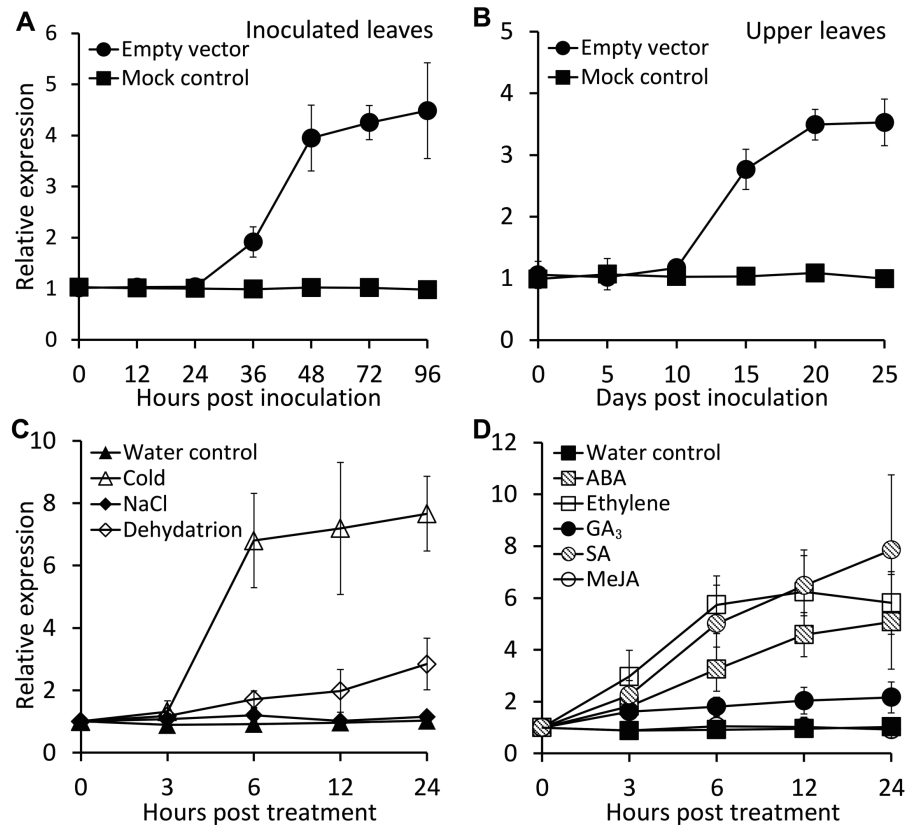 A
Inoculated leaves
Empty vector
Mock control
Relative expression
6
5
4
3
2
1
0
0 12 24 36 48 72 96
Hours post inoculation
B
Upper leaves
Empty vector
Mock control
5
4
3
2
1
0
0 5 10 15 20 25
Days post inoculation
C
Water control
Cold
NaCl
Dehydatrion
Relative expression
10
8
6
4
2
0
0 3 6 12 24
Hours post treatment
D
Water control
ABA
Ethylene
GA₃
SA
MeJA
12
10
8
6
4
2
0
0 3 6 12 24
Hours post treatment